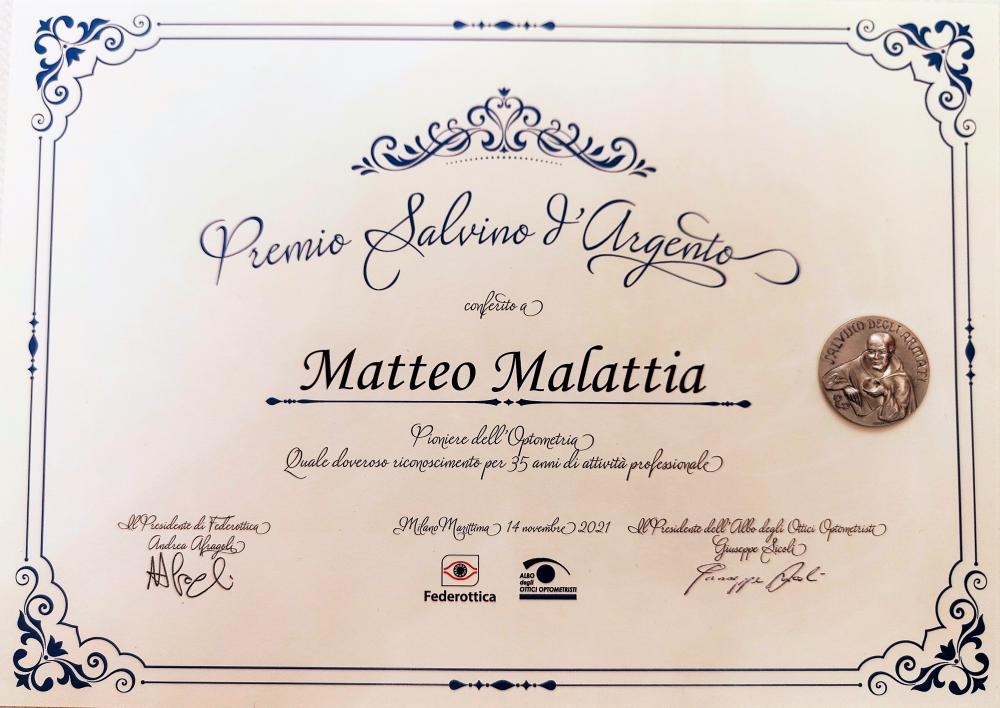 Premio Salvino d'Argento
conferito a
Matteo Malattia
SALVINO DEGLI ARMATI
Pioniere dell'Optometria
Quale doveroso riconoscimento per 35 anni di attività professionale
Il Presidente di Federottica
Andrea Afragoli
Milano Marittima 14 novembre 2021
Il Presidente dell'Albo degli Ottici Optometristi
Giuseppe Sicoli
Federottica
ALBO
degli
OTTICI OPTOMETRISTI